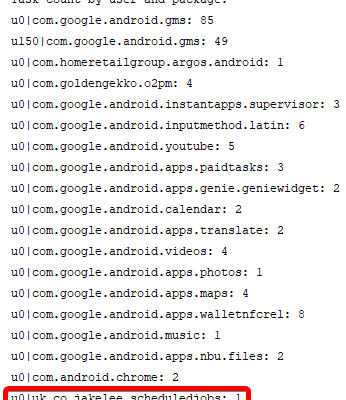 Task count by user and package:
u0|com.google.android.gms: 85
u150|com.google.android.gms: 49
u0|com.homeretailgroup.argos.android: 1
u0|com.goldengekko.o2pm: 4
u0|com.google.android.instantapps.supervisor: 3
u0|com.google.android.inputmethod.latin: 6
u0|com.google.android.youtube: 5
u0|com.google.android.apps.paidtasks: 3
u0|com.google.android.apps.genie.geniewidget: 2
u0|com.google.android.calendar: 2
u0|com.google.android.apps.translate: 2
u0|com.google.android.videos: 4
u0|com.google.android.apps.photos: 1
u0|com.google.android.apps.maps: 4
u0|com.google.android.apps.walletnfcrel: 8
u0|com.google.android.music: 1
u0|com.google.android.apps.nbu.files: 2
u0|com.android.chrome: 2
u0|uk.co.jakelee.scheduledjobs: 1